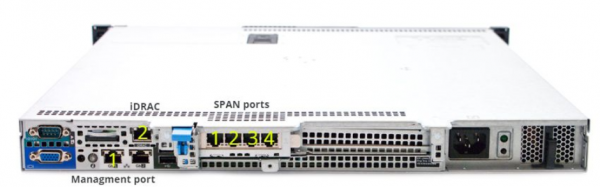 iDRAC
SPAN ports
2
1 2 3 4
1
Managment port